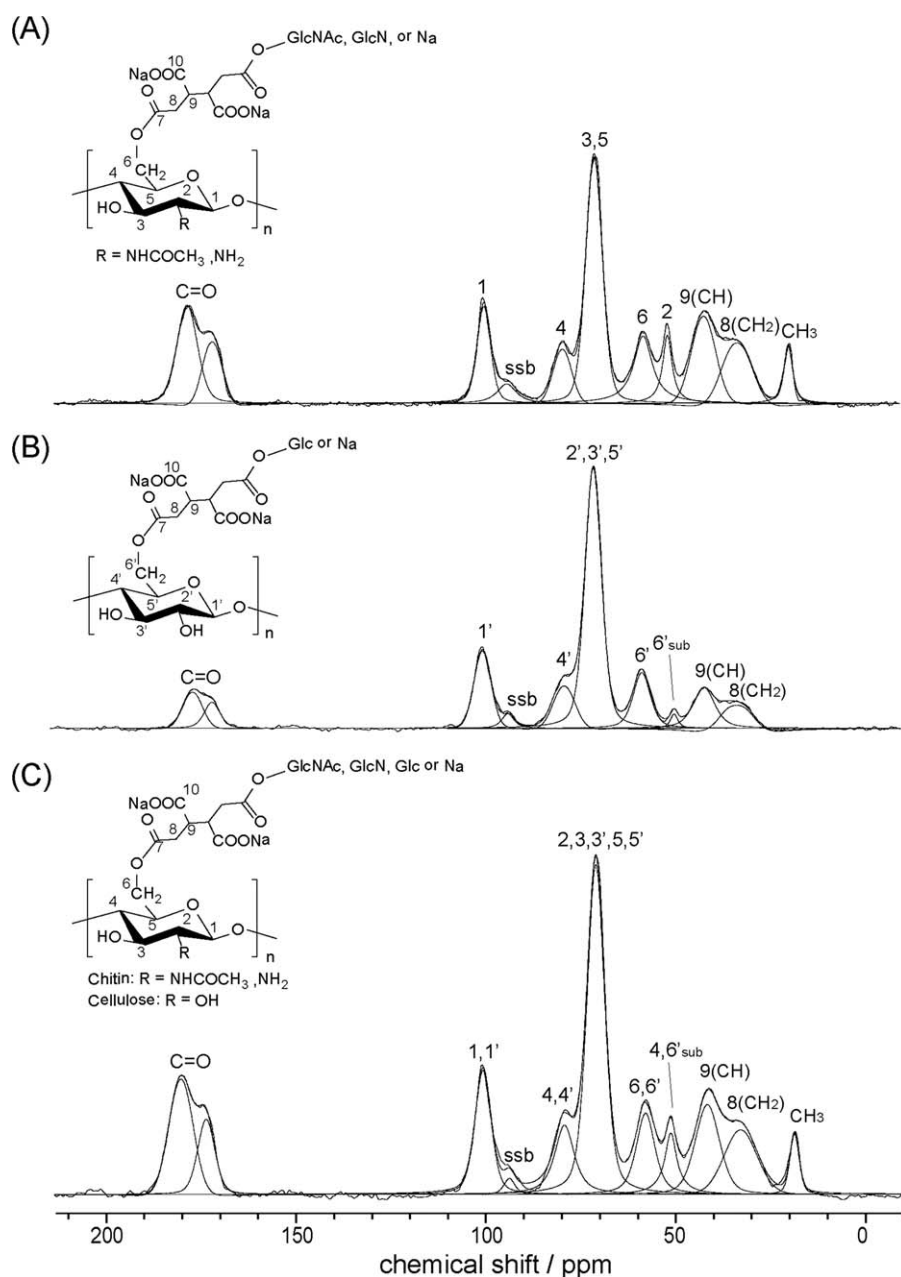 (A)
GlcNAc, GlcN, or Na
O
10
NaOOC
O
O
8
9
COONa
7
O
6
CH2
4
O
5
2
1
O
HO
3
R
n
R = NHCOCH3 ,NH2
C=O
1
ssb
4
3,5
6
2
9(CH)
8(CH2)
CH3
(B)
Glc or Na
O
10
NaOOC
O
O
8
9
COONa
7
O
6'
CH2
4'
O
5'
2'
1'
O
HO
3'
OH
n
C=O
1'
ssb
4'
2',3',5'
6'
6'sub
9(CH)
8(CH2)
(C)
GlcNAc, GlcN, Glc or Na
O
10
NaOOC
O
O
8
9
COONa
7
O
6
CH2
4
O
5
2
1
O
HO
3
R
n
Chitin: R = NHCOCH3 ,NH2
Cellulose: R = OH
C=O
1,1'
ssb
4,4'
2,3,3',5,5'
6,6'
4,6'sub
9(CH)
8(CH2)
CH3
200 150 100 50 0
chemical shift / ppm